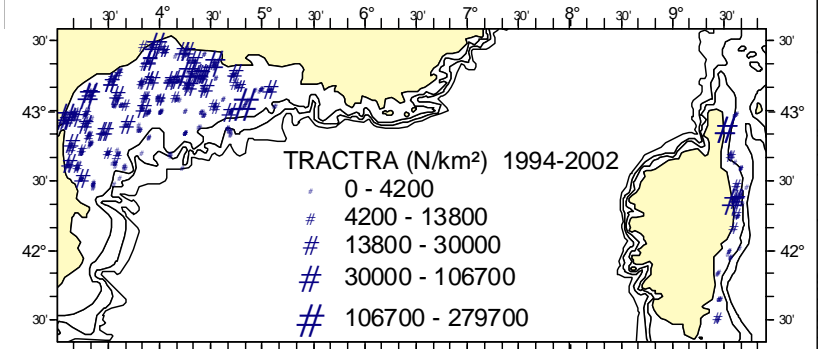 30' 4° 30' 5° 30' 6° 30' 7° 30' 8° 30' 9° 30'
30' 30'
43° 43°
TRACTRA (N/km²) 1994-2002
30' 0 - 4200 30'
4200 - 13800
13800 - 30000
42° 42°
30000 - 106700
30' 106700 - 279700 30'